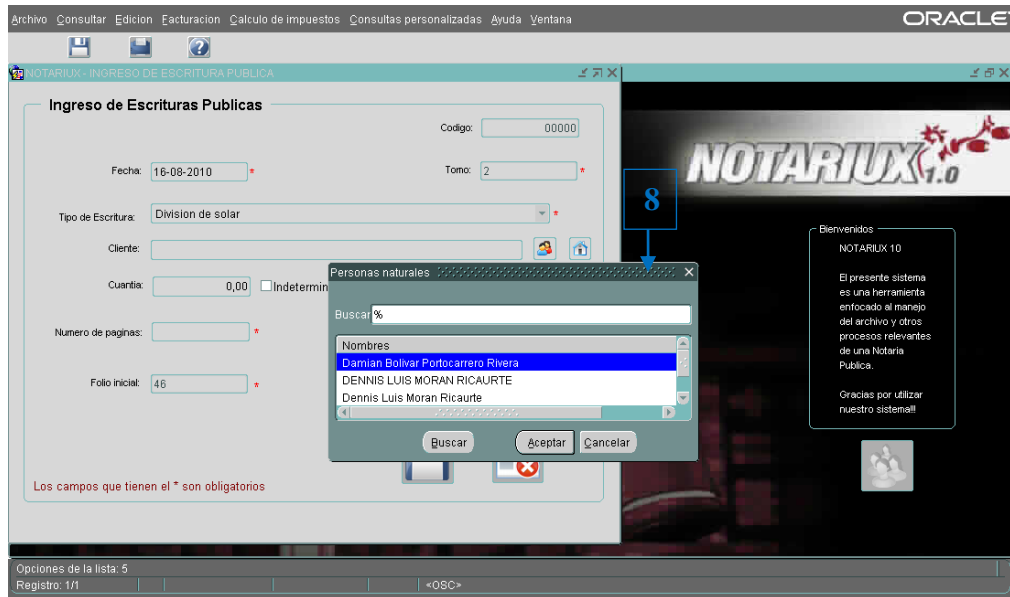 Archivo Consultar Edicion Facturacion Calculo de impuestos Consultas personalizadas Ayuda Ventana
ORACLE
NOTARIUX - INGRESO DE ESCRITURA PUBLICA
Ingreso de Escrituras Publicas
Codigo: 00000
Fecha: 16-08-2010 *
Tomo: 2 *
Tipo de Escritura: Division de solar *
Cliente:
Cuantia: 0,00 Indetermin
Numero de paginas: *
Folio inicial: 46 *
Los campos que tienen el * son obligatorios
8
Personas naturales
Buscar %
Nombres
Damian Bolivar Portocarrero Rivera
DENNIS LUIS MORAN RICAURTE
Dennis Luis Moran Ricaurte
Buscar Aceptar Cancelar
NOTARIUX 1.0
Bienvenidos
NOTARIUX 10
El presente sistema
es una herramienta
enfocado al manejo
del archivo y otros
procesos relevantes
de una Notaria
Publica.
Gracias por utilizar
nuestro sistema!!!
Opciones de la lista: 5
Registro: 1/1 <OSC>